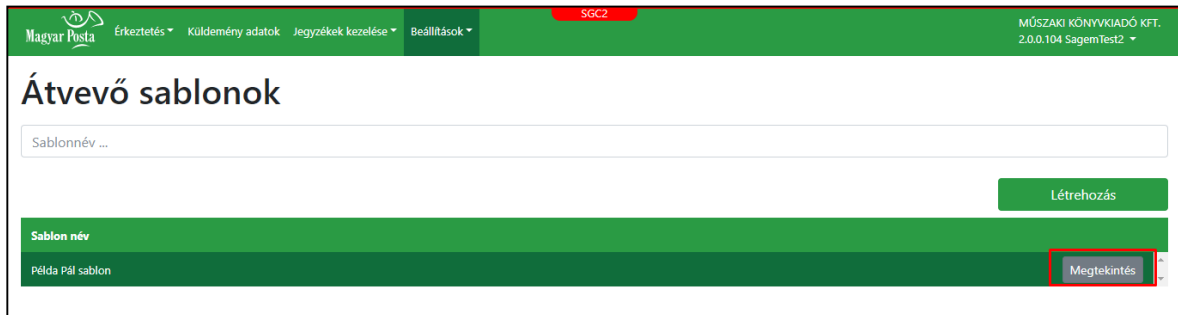 SGC2
Magyar Posta
Érkeztetés Küldemény adatok Jegyzékek kezelése Beállítások
MŰSZAKI KÖNYVKIADÓ KFT.
2.0.0.104 SagemTest2
Átvevő sablonok
Sablonnév ...
Létrehozás
Sablon név
Példa Pál sablon Megtekintés